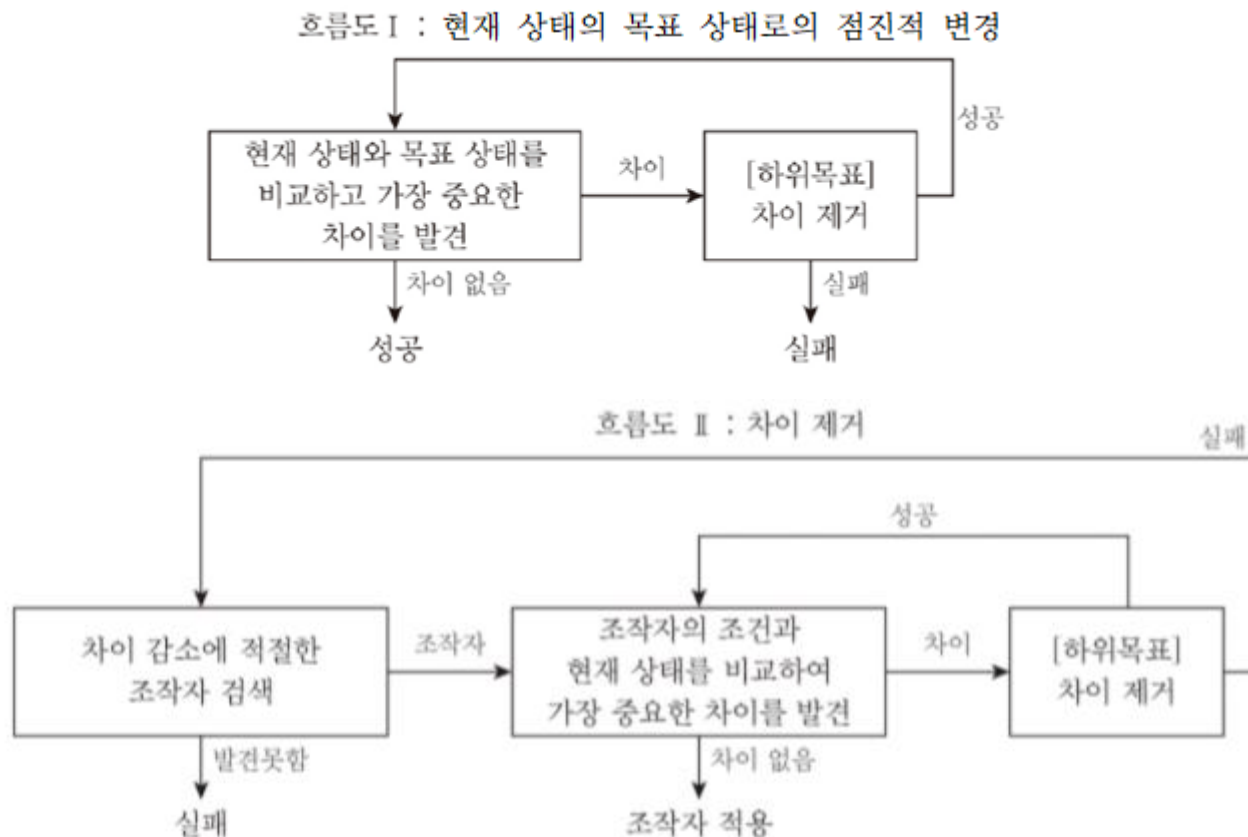 흐름도 Ⅰ : 현재 상태의 목표 상태로의 점진적 변경
성공
현재 상태와 목표 상태를
비교하고 가장 중요한
차이를 발견
차이
[하위목표]
차이 제거
차이 없음
실패
성공
실패
흐름도 Ⅱ : 차이 제거
실패
성공
차이 감소에 적절한
조작자 검색
조작자
조작자의 조건과
현재 상태를 비교하여
가장 중요한 차이를 발견
차이
[하위목표]
차이 제거
발견못함
차이 없음
실패
조작자 적용